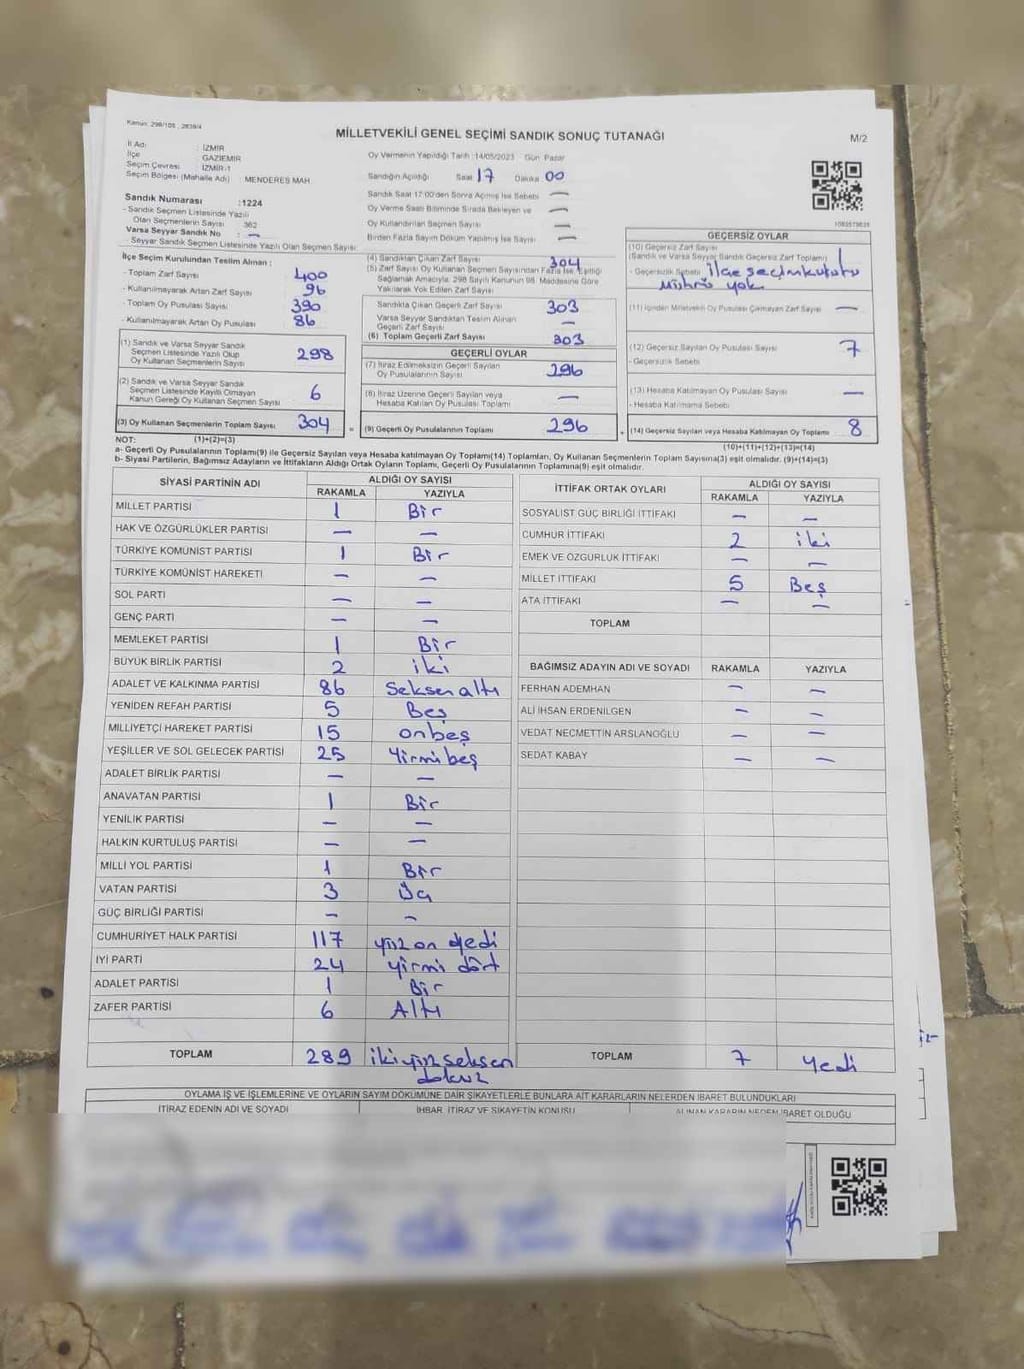 Kanun: 298/105 , 2839/4
MİLLETVEKİLİ GENEL SEÇİMİ SANDIK SONUÇ TUTANAĞI
M/2
İl Adı : İZMİR
İlçe : GAZİEMİR
Seçim Çevresi : İZMİR-1
Seçim Bölgesi (Mahalle Adı) : MENDERES MAH
Oy Vermenin Yapıldığı Tarih :14/05/2023 Gün Pazar
Sandığın Açıldığı Saat 17 Dakika 00
Sandık Saat 17:00'den Sonra Açılmış İse Sebebi —
Oy Verme Saati Bitiminde Sırada Bekleyen ve —
Oy Kullandırılan Seçmen Sayısı —
Birden Fazla Sayım Döküm Yapılmış İse Sayısı —
Sandık Numarası :1224
- Sandık Seçmen Listesinde Yazılı
Olan Seçmenlerin Sayısı 362
Varsa Seyyar Sandık No : —
- Seyyar Sandık Seçmen Listesinde Yazılı Olan Seçmen Sayısı:
İlçe Seçim Kurulundan Teslim Alınan :
- Toplam Zarf Sayısı 400
- Kullanılmayarak Artan Zarf Sayısı 96
- Toplam Oy Pusulası Sayısı 390
- Kullanılmayarak Artan Oy Pusulası 86
(1) Sandık ve Varsa Seyyar Sandık
Seçmen Listesinde Yazılı Olup
Oy Kullanan Seçmenlerin Sayısı 298
(2) Sandık ve Varsa Seyyar Sandık
Seçmen Listesinde Kayıtlı Olmayan
Kanun Gereği Oy Kullanan Seçmen Sayısı 6
(3) Oy Kullanan Seçmenlerin Toplam Sayısı 304
(4) Sandıktan Çıkan Zarf Sayısı 304
(5) Zarf Sayısı Oy Kullanan Seçmen Sayısından Fazla İse, Eşitliği
Sağlamak Amacıyla, 298 Sayılı Kanunun 98. Maddesine Göre
Yakılarak Yok Edilen Zarf Sayısı
Sandıkta Çıkan Geçerli Zarf Sayısı 303
Varsa Seyyar Sandıktan Teslim Alınan
Geçerli Zarf Sayısı —
(6) Toplam Geçerli Zarf Sayısı 303
GEÇERLİ OYLAR
(7) İtiraz Edilmeksizin Geçerli Sayılan
Oy Pusulalarının Sayısı 296
(8) İtiraz Üzerine Geçerli Sayılan veya
Hesaba Katılan Oy Pusulası Toplamı —
= (9) Geçerli Oy Pusulalarının Toplamı 296 +
GEÇERSİZ OYLAR
(10) Geçersiz Zarf Sayısı
(Sandık ve Varsa Seyyar Sandık Geçersiz Zarf Toplamı) 1
- Geçersizlik Sebebi ilçe seçim kutulu
mührü yok
(11) İçinden Milletvekili Oy Pusulası Çıkmayan Zarf Sayısı —
(12) Geçersiz Sayılan Oy Pusulası Sayısı 7
- Geçersizlik Sebebi
(13) Hesaba Katılmayan Oy Pusulası Sayısı —
- Hesaba Katılmama Sebebi
(14) Geçersiz Sayılan veya Hesaba Katılmayan Oy Toplamı 8
NOT: (1)+(2)=(3) (10)+(11)+(12)+(13)=(14)
a- Geçerli Oy Pusulalarının Toplamı(9) ile Geçersiz Sayılan veya Hesaba katılmayan Oy Toplamı(14) Toplamları, Oy Kullanan Seçmenlerin Toplam Sayısına(3) eşit olmalıdır. (9)+(14)=(3)
b- Siyasi Partilerin, Bağımsız Adayların ve İttifakların Aldığı Ortak Oyların Toplamı, Geçerli Oy Pusulalarının Toplamına(9) eşit olmalıdır.
SİYASİ PARTİNİN ADI ALDIĞI OY SAYISI
RAKAMLA YAZIYLA
MİLLET PARTİSİ 1 Bir
HAK VE ÖZGÜRLÜKLER PARTİSİ — —
TÜRKİYE KOMÜNİST PARTİSİ 1 Bir
TÜRKİYE KOMÜNİST HAREKETİ — —
SOL PARTİ — —
GENÇ PARTİ — —
MEMLEKET PARTİSİ 1 Bir
BÜYÜK BİRLİK PARTİSİ 2 iki
ADALET VE KALKINMA PARTİSİ 86 seksen altı
YENİDEN REFAH PARTİSİ 5 Beş
MİLLİYETÇİ HAREKET PARTİSİ 15 onbeş
YEŞİLLER VE SOL GELECEK PARTİSİ 25 Yirmi beş
ADALET BİRLİK PARTİSİ — —
ANAVATAN PARTİSİ 1 Bir
YENİLİK PARTİSİ — —
HALKIN KURTULUŞ PARTİSİ — —
MİLLİ YOL PARTİSİ 1 Bir
VATAN PARTİSİ 3 Üç
GÜÇ BİRLİĞİ PARTİSİ — —
CUMHURİYET HALK PARTİSİ 117 yüz on yedi
İYİ PARTİ 24 yirmi dört
ADALET PARTİSİ 1 Bir
ZAFER PARTİSİ 6 Altı
TOPLAM 289 iki yüz seksen
dokuz
İTTİFAK ORTAK OYLARI ALDIĞI OY SAYISI
RAKAMLA YAZIYLA
SOSYALİST GÜÇ BİRLİĞİ İTTİFAKI — —
CUMHUR İTTİFAKI 2 iki
EMEK VE ÖZGÜRLÜK İTTİFAKI — —
MİLLET İTTİFAKI 5 Beş
ATA İTTİFAKI — —
TOPLAM
BAĞIMSIZ ADAYIN ADI VE SOYADI RAKAMLA YAZIYLA
FERHAN ADEMHAN — —
ALİ İHSAN ERDENİLGEN — —
VEDAT NECMETTİN ARSLANOĞLU — —
SEDAT KABAY — —
TOPLAM 7 yedi
OYLAMA İŞ VE İŞLEMLERİNE VE OYLARIN SAYIM DÖKÜMÜNE DAİR ŞİKAYETLERLE BUNLARA AİT KARARLARIN NELERDEN İBARET BULUNDUKLARI
İTİRAZ EDENİN ADI VE SOYADI İHBAR, İTİRAZ VE ŞİKAYETİN KONUSU ALINAN KARARIN NEDEN İBARET OLDUĞU